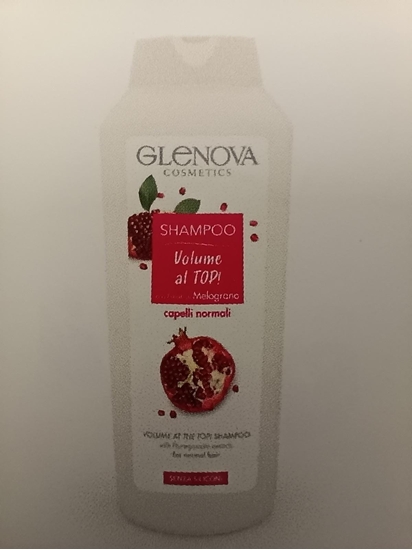 GLENOVA
COSMETICS
SHAMPOO
Volume
al TOP!
Melograno
capelli normali
VOLUME AT THE TOP! SHAMPOO
with Pomegranate extracts
for normal hair
SENZA SILICONI